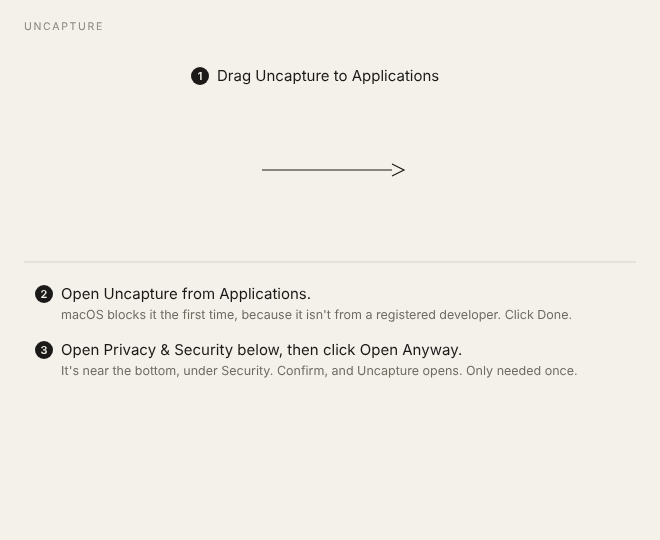 UNCAPTURE
1 Drag Uncapture to Applications
2 Open Uncapture from Applications.
macOS blocks it the first time, because it isn't from a registered developer. Click Done.
3 Open Privacy & Security below, then click Open Anyway.
It's near the bottom, under Security. Confirm, and Uncapture opens. Only needed once.